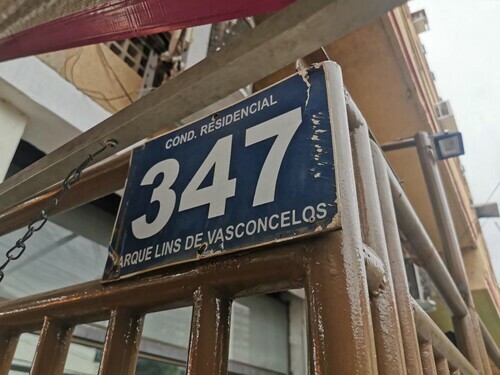 COND. RESIDENCIAL
347
ARQUE LINS DE VASCONCELOS